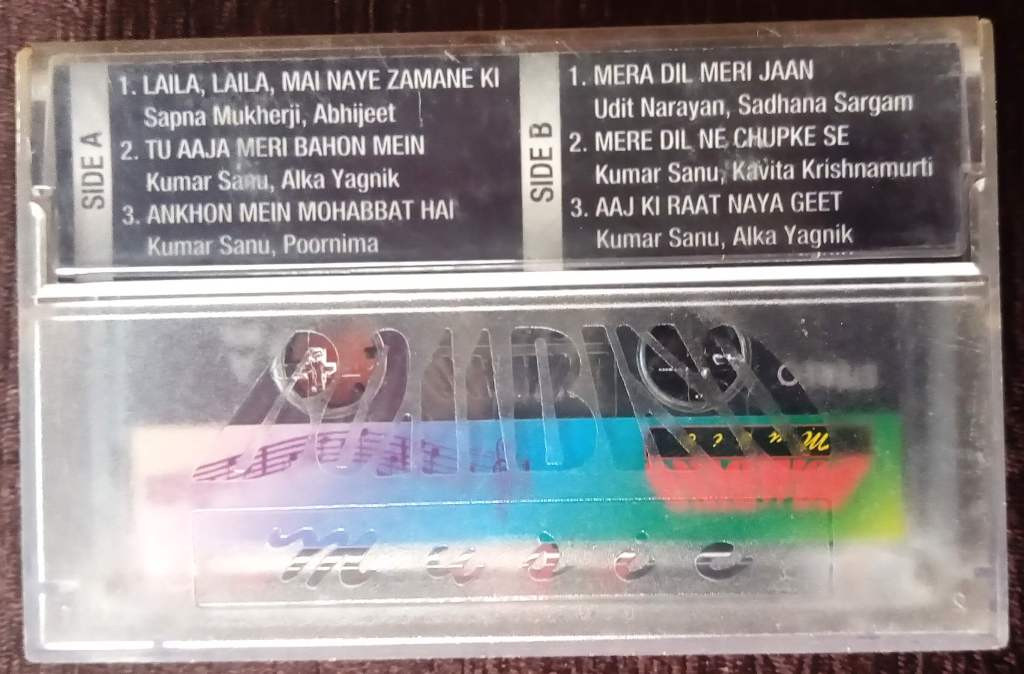 SIDE A
1. LAILA, LAILA, MAI NAYE ZAMANE KI
Sapna Mukherji, Abhijeet
2. TU AAJA MERI BAHON MEIN
Kumar Sanu, Alka Yagnik
3. ANKHON MEIN MOHABBAT HAI
Kumar Sanu, Poornima
SIDE B
1. MERA DIL MERI JAAN
Udit Narayan, Sadhana Sargam
2. MERE DIL NE CHUPKE SE
Kumar Sanu, Kavita Krishnamurti
3. AAJ KI RAAT NAYA GEET
Kumar Sanu, Alka Yagnik
Music